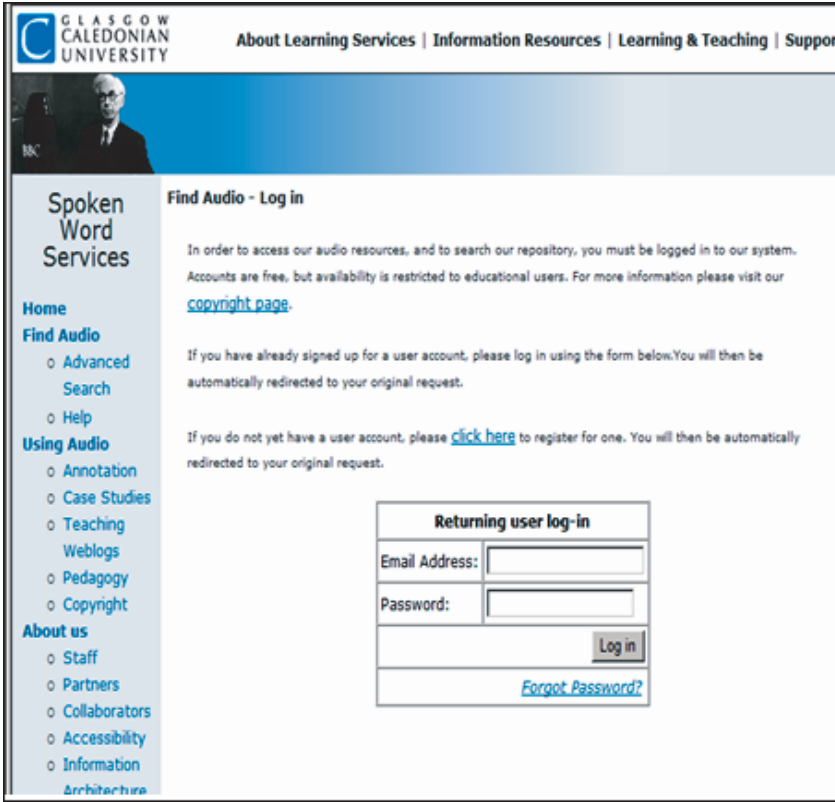 GLASGOW
CALEDONIAN
UNIVERSITY
About Learning Services | Information Resources | Learning & Teaching | Suppor
BBC
Spoken
Word
Services
Home
Find Audio
o Advanced
Search
o Help
Using Audio
o Annotation
o Case Studies
o Teaching
Weblogs
o Pedagogy
o Copyright
About us
o Staff
o Partners
o Collaborators
o Accessibility
o Information
Architecture
Find Audio - Log in
In order to access our audio resources, and to search our repository, you must be logged in to our system.
Accounts are free, but availability is restricted to educational users. For more information please visit our
copyright page.
If you have already signed up for a user account, please log in using the form below.You will then be
automatically redirected to your original request.
If you do not yet have a user account, please click here to register for one. You will then be automatically
redirected to your original request.
Returning user log-in
Email Address:
Password:
Log in
Forgot Password?